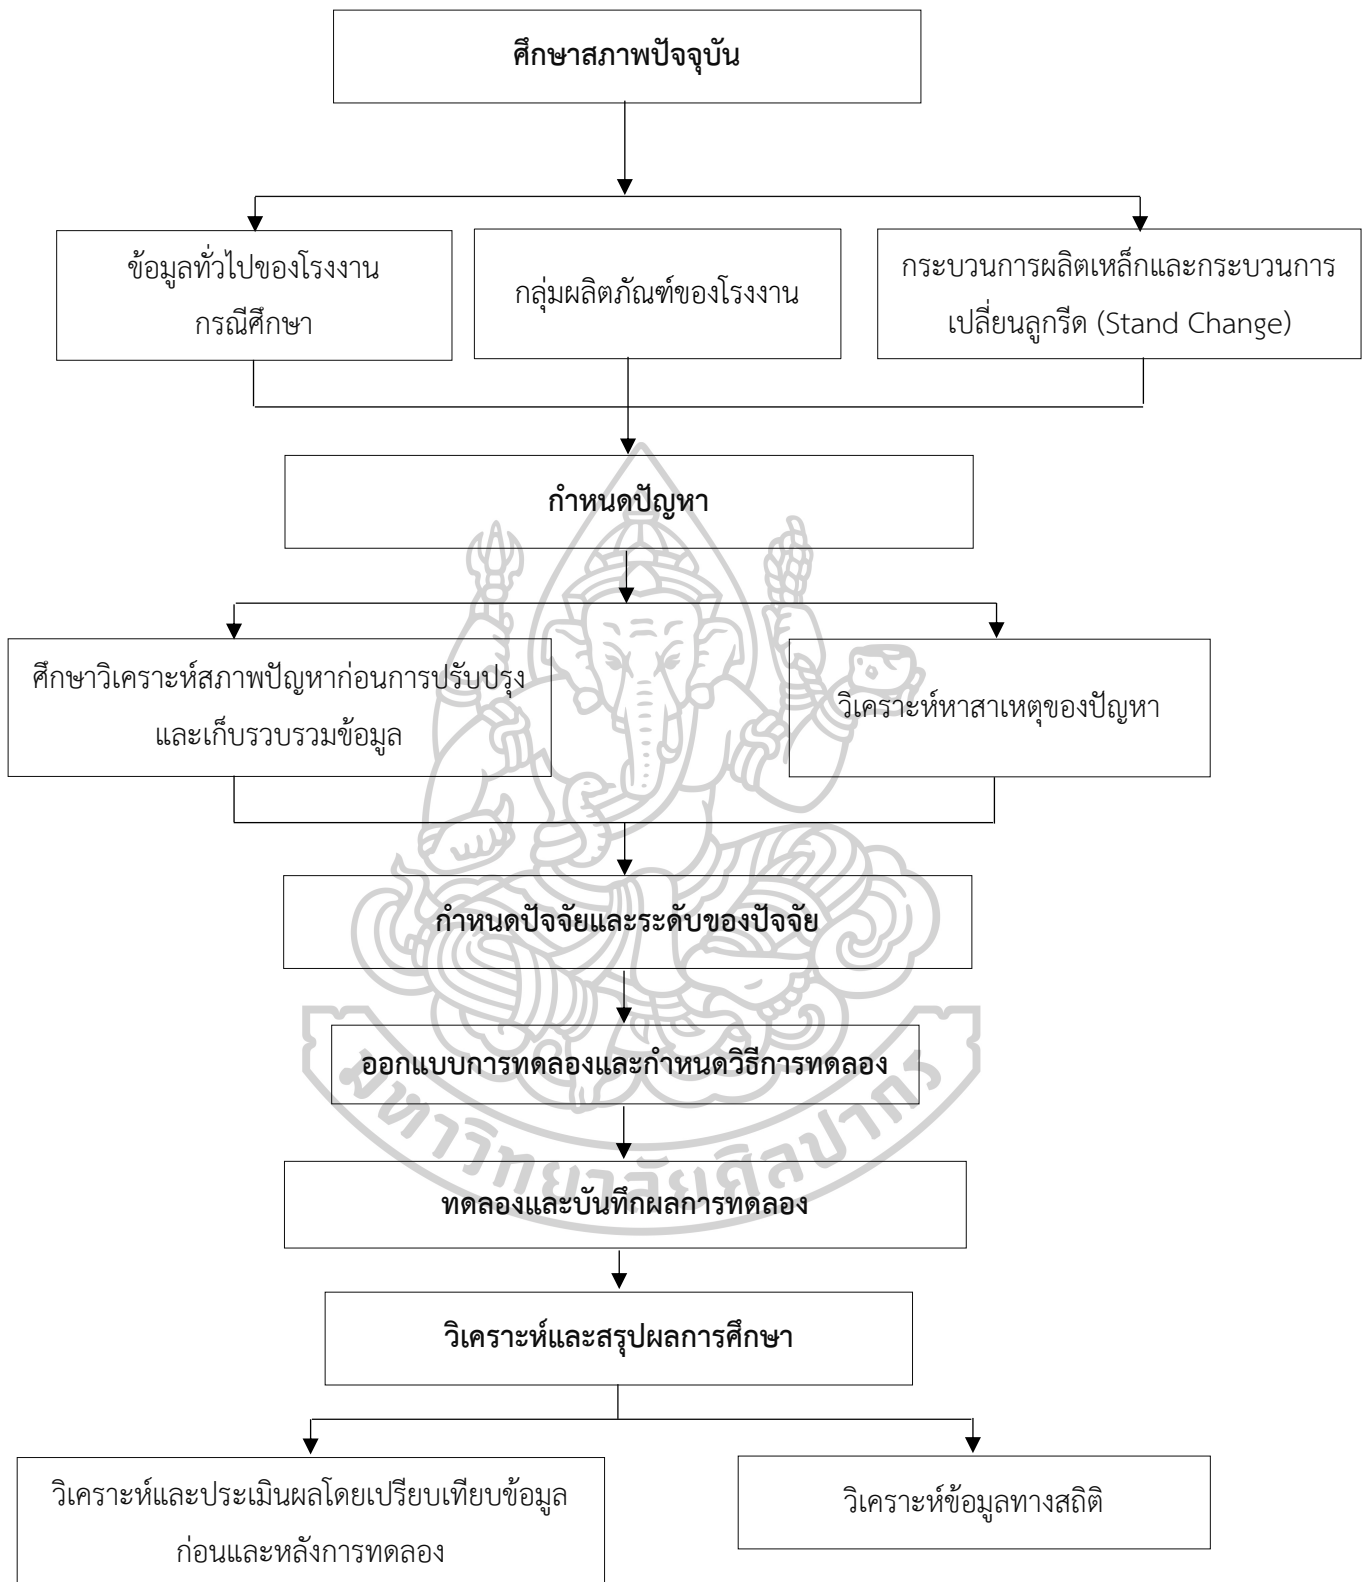 ศึกษาสภาพปัจจุบัน
ข้อมูลทั่วไปของโรงงาน
กรณีศึกษา
กลุ่มผลิตภัณฑ์ของโรงงาน
กระบวนการผลิตเหล็กและกระบวนการ
เปลี่ยนลูกรีด (Stand Change)
กำหนดปัญหา
ศึกษาวิเคราะห์สภาพปัญหาก่อนการปรับปรุง
และเก็บรวบรวมข้อมูล
วิเคราะห์หาสาเหตุของปัญหา
กำหนดปัจจัยและระดับของปัจจัย
ออกแบบการทดลองและกำหนดวิธีการทดลอง
มหาวิทยาลัยศิลปากร
ทดลองและบันทึกผลการทดลอง
วิเคราะห์และสรุปผลการศึกษา
วิเคราะห์และประเมินผลโดยเปรียบเทียบข้อมูล
ก่อนและหลังการทดลอง
วิเคราะห์ข้อมูลทางสถิติ